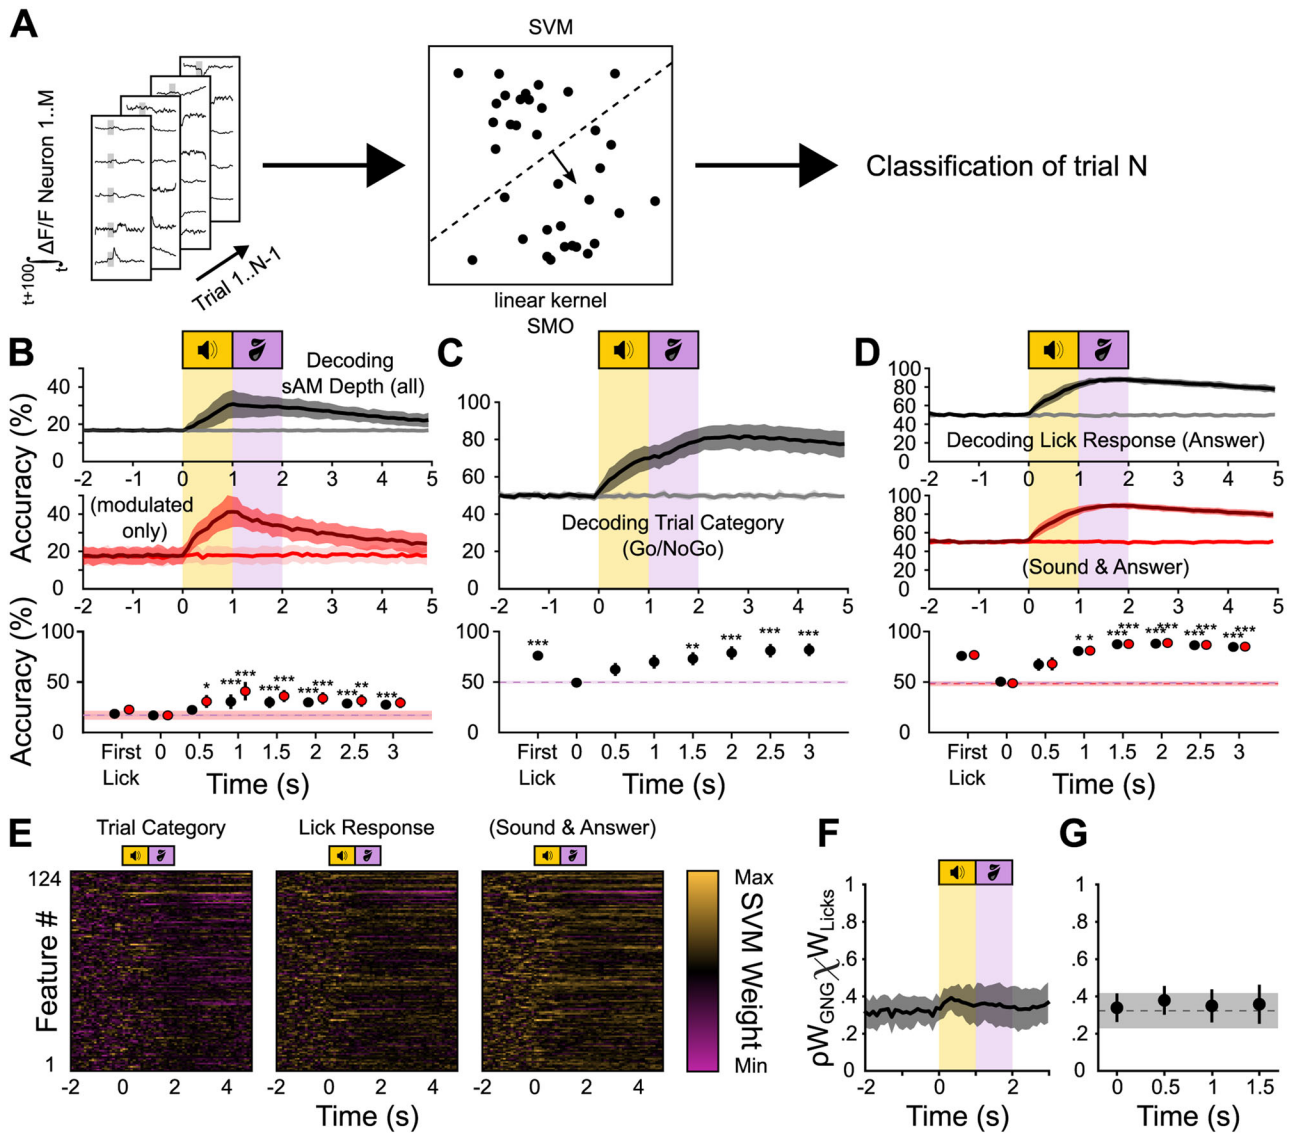 A
SVM
t+100
∫ ΔF/F Neuron 1..M
t
Trial 1..N-1
Classification of trial N
linear kernel
SMO
B
Decoding
sAM Depth (all)
Accuracy (%)
40
20
0
-2 -1 0 1 2 3 4 5
(modulated
only)
40
20
0
-2 -1 0 1 2 3 4 5
Accuracy (%)
100
50
0
* *** *** *** *** *** *** *** ** ***
First
Lick
0 0.5 1 1.5 2 2.5 3
Time (s)
C
100
80
60
40
20
0
Decoding Trial Category
(Go/NoGo)
-2 -1 0 1 2 3 4 5
100
50
0
*** ** *** *** ***
First
Lick
0 0.5 1 1.5 2 2.5 3
Time (s)
D
100
80
60
40
20
0
Decoding Lick Response (Answer)
-2 -1 0 1 2 3 4 5
100
80
60
40
20
0
(Sound & Answer)
-2 -1 0 1 2 3 4 5
100
50
0
* * *** *** *** *** *** *** *** ***
First
Lick
0 0.5 1 1.5 2 2.5 3
Time (s)
E
Trial Category
Lick Response
(Sound & Answer)
124
Feature #
1
-2 0 2
-2 0 2
-2 0 2
Time (s)
Max
SVM Weight
Min
F
ρWGNGχWLicks
1
.8
.6
.4
.2
0
-2 0 2
Time (s)
G
1
.8
.6
.4
.2
0
0 0.5 1 1.5
Time (s)